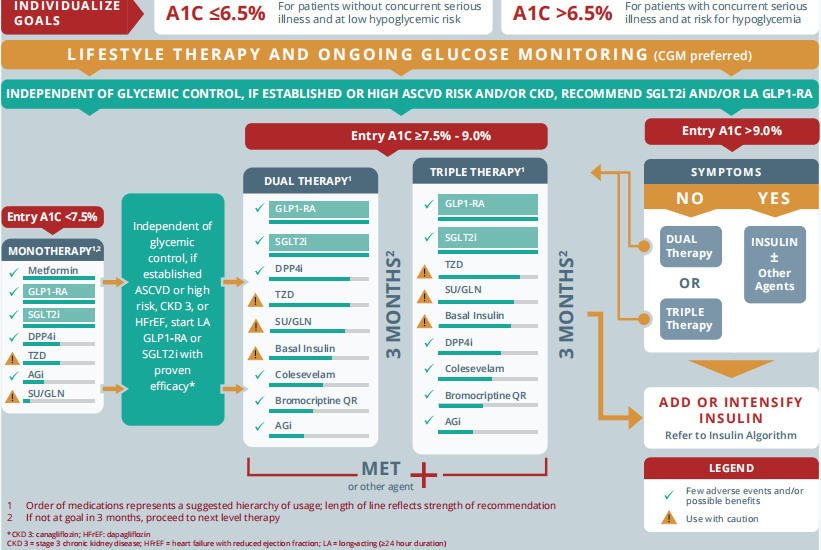 INDIVIDUALIZE
GOALS
A1C ≤6.5%
For patients without concurrent serious
illness and at low hypoglycemic risk
A1C >6.5%
For patients with concurrent serious
illness and at risk for hypoglycemia
LIFESTYLE THERAPY AND ONGOING GLUCOSE MONITORING (CGM preferred)
INDEPENDENT OF GLYCEMIC CONTROL, IF ESTABLISHED OR HIGH ASCVD RISK AND/OR CKD, RECOMMEND SGLT2i AND/OR LA GLP1-RA
Entry A1C <7.5%
MONOTHERAPY¹,²
Metformin
GLP1-RA
SGLT2i
DPP4i
TZD
AGi
SU/GLN
Independent of
glycemic
control, if
established
ASCVD or high
risk, CKD 3, or
HFrEF, start LA
GLP1-RA or
SGLT2i with
proven
efficacy*
Entry A1C ≥7.5% - 9.0%
DUAL THERAPY¹
GLP1-RA
SGLT2i
DPP4i
TZD
SU/GLN
Basal Insulin
Colesevelam
Bromocriptine QR
AGi
3 MONTHS²
TRIPLE THERAPY¹
GLP1-RA
SGLT2i
TZD
SU/GLN
Basal Insulin
DPP4i
Colesevelam
Bromocriptine QR
AGi
3 MONTHS²
MET
or other agent
+
Entry A1C >9.0%
SYMPTOMS
NO YES
DUAL
Therapy
OR
TRIPLE
Therapy
INSULIN
±
Other
Agents
ADD OR INTENSIFY
INSULIN
Refer to Insulin Algorithm
LEGEND
Few adverse events and/or
possible benefits
Use with caution
1 Order of medications represents a suggested hierarchy of usage; length of line reflects strength of recommendation
2 If not at goal in 3 months, proceed to next level therapy
*CKD 3: canagliflozin; HFrEF: dapagliflozin
CKD 3 = stage 3 chronic kidney disease; HFrEF = heart failure with reduced ejection fraction; LA = long-acting (≥24 hour duration)